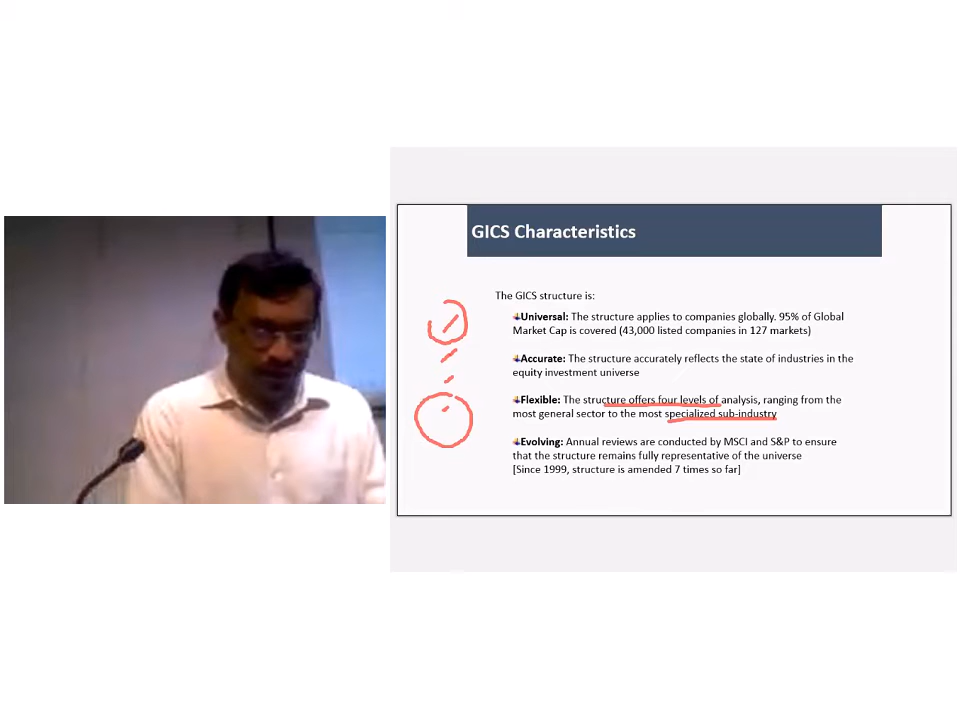 GICS Characteristics
The GICS structure is:
Universal: The structure applies to companies globally. 95% of Global
Market Cap is covered (43,000 listed companies in 127 markets)
Accurate: The structure accurately reflects the state of industries in the
equity investment universe
Flexible: The structure offers four levels of analysis, ranging from the
most general sector to the most specialized sub-industry
Evolving: Annual reviews are conducted by MSCI and S&P to ensure
that the structure remains fully representative of the universe
[Since 1999, structure is amended 7 times so far]